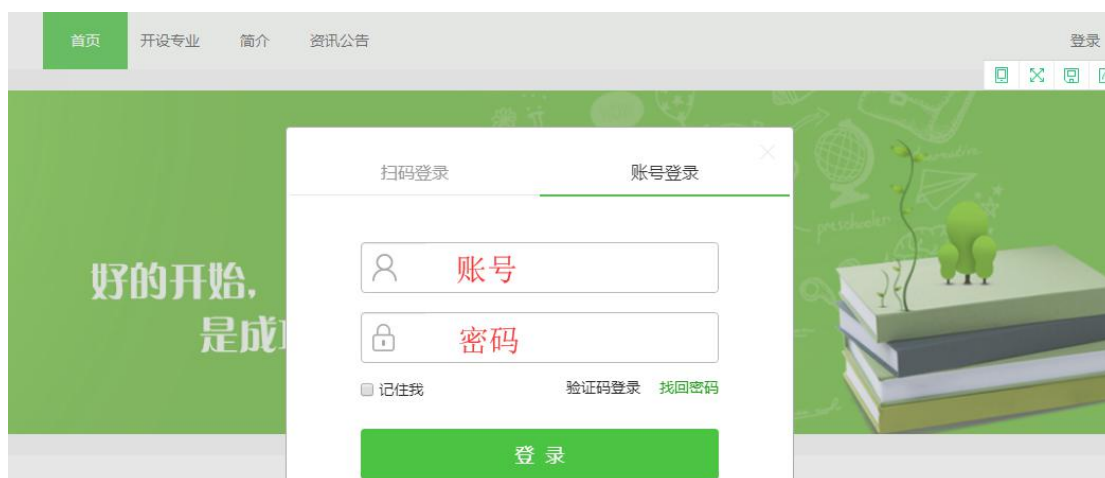 首页 开设专业 简介 资讯公告 登录
扫码登录 账号登录
好的开始,
是成
账号
密码
记住我 验证码登录 找回密码
登 录
preschooler
creative